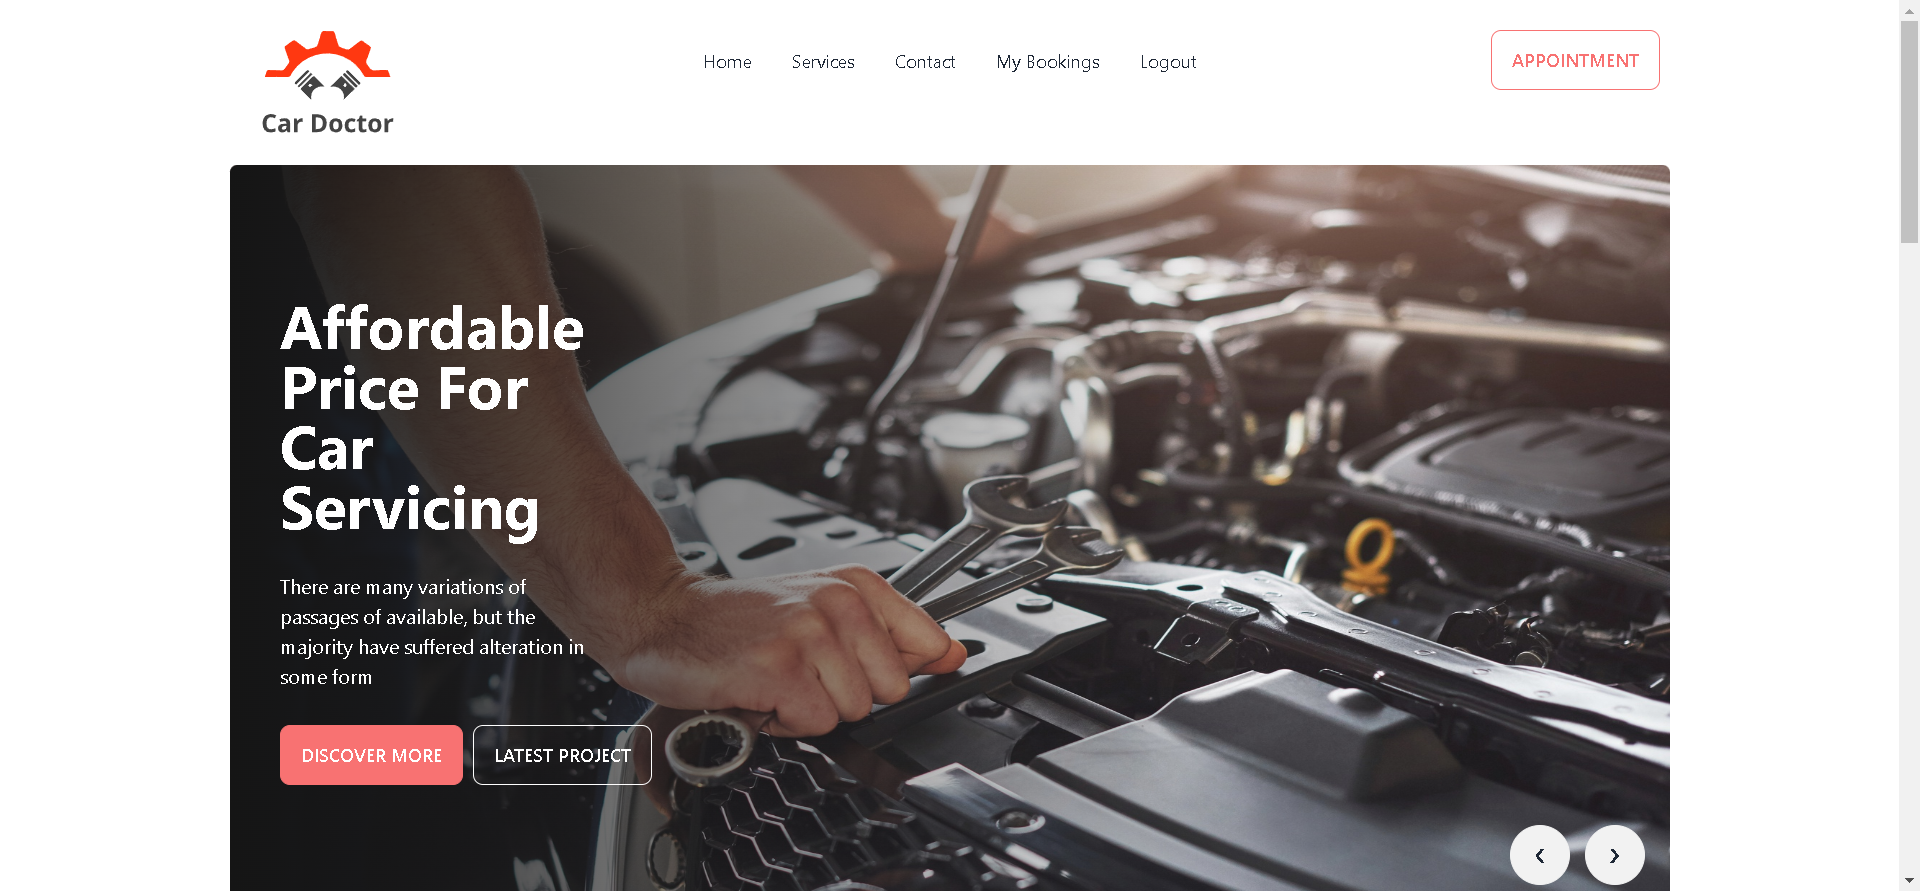 Car Doctor
Home Services Contact My Bookings Logout
APPOINTMENT
Affordable
Price For
Car
Servicing
There are many variations of
passages of available, but the
majority have suffered alteration in
some form
DISCOVER MORE LATEST PROJECT